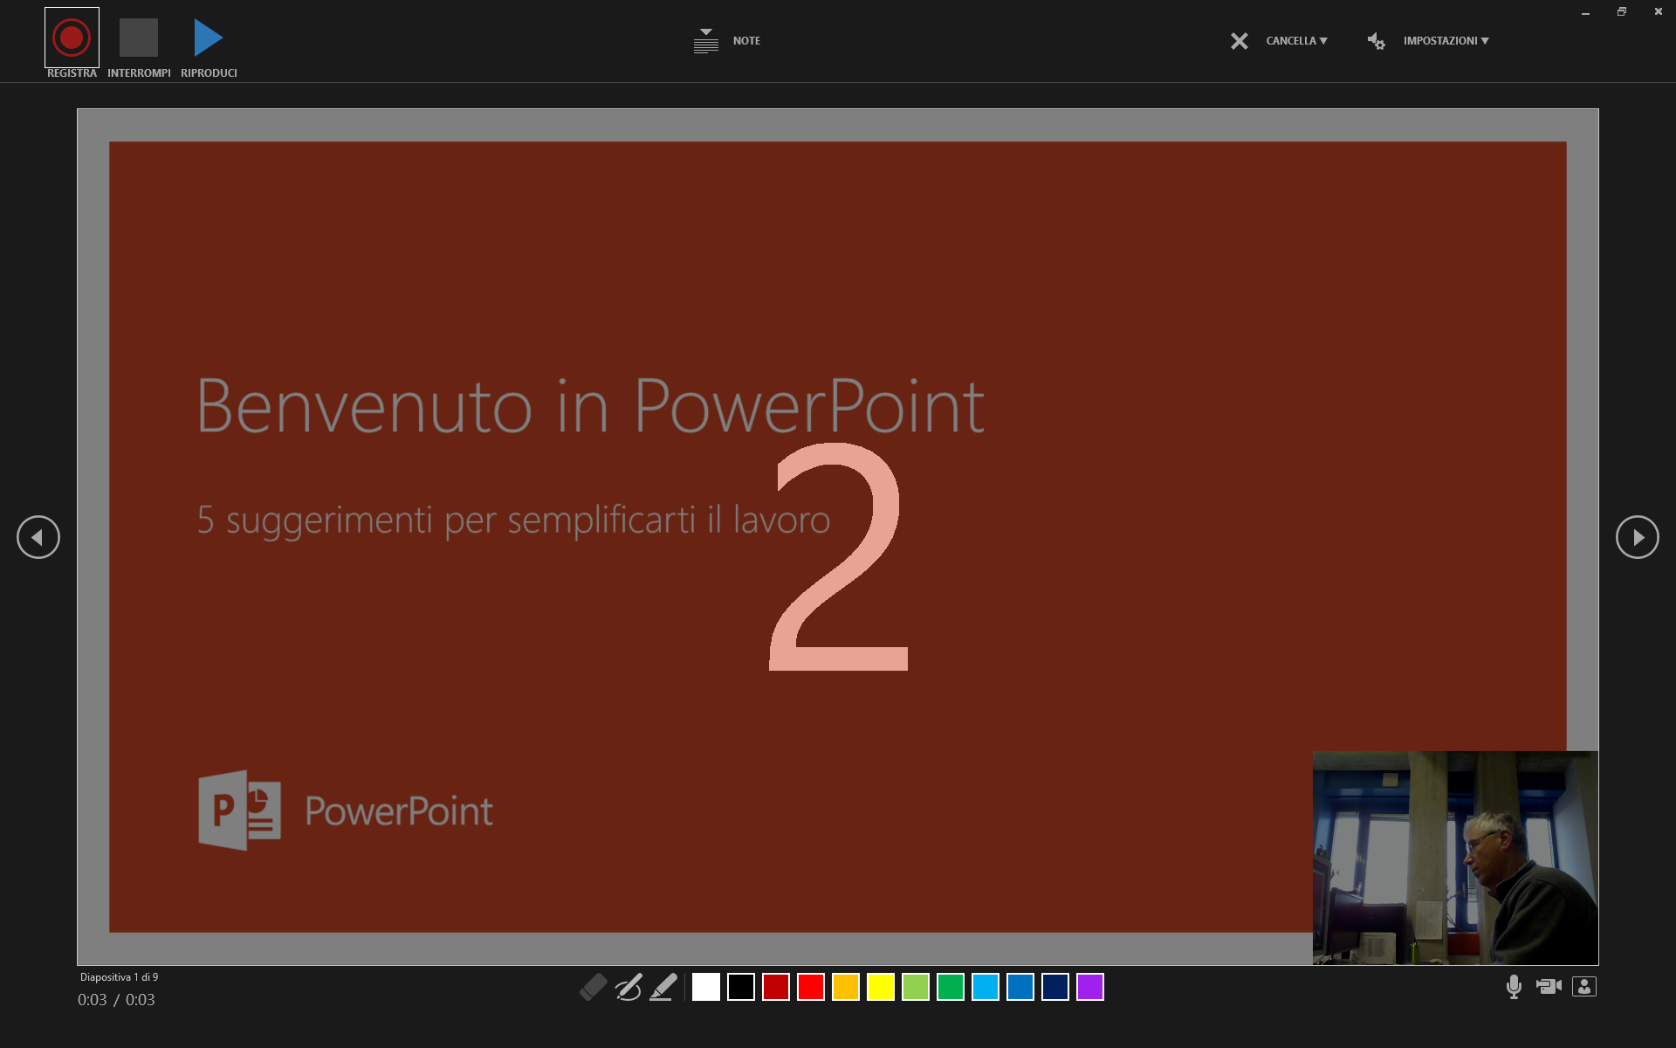 REGISTRA
INTERROMPI
RIPRODUCI
NOTE
CANCELLA
IMPOSTAZIONI
Benvenuto in PowerPoint
5 suggerimenti per semplificarti il lavoro
2
P
PowerPoint
Diapositiva 1 di 9
0:03 / 0:03